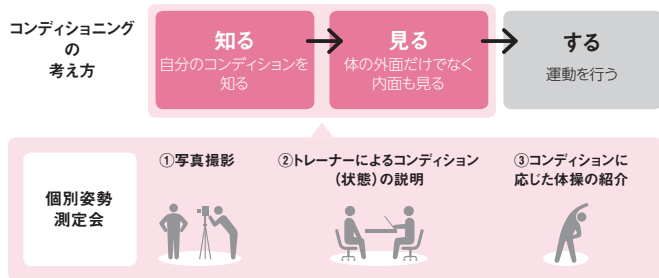 コンディショニング
の
考え方
知る
自分のコンディションを
知る
見る
体の外面だけでなく
内面も見る
する
運動を行う
個別姿勢
測定会
①写真撮影
②トレーナーによるコンディション
(状態)の説明
③コンディションに
応じた体操の紹介